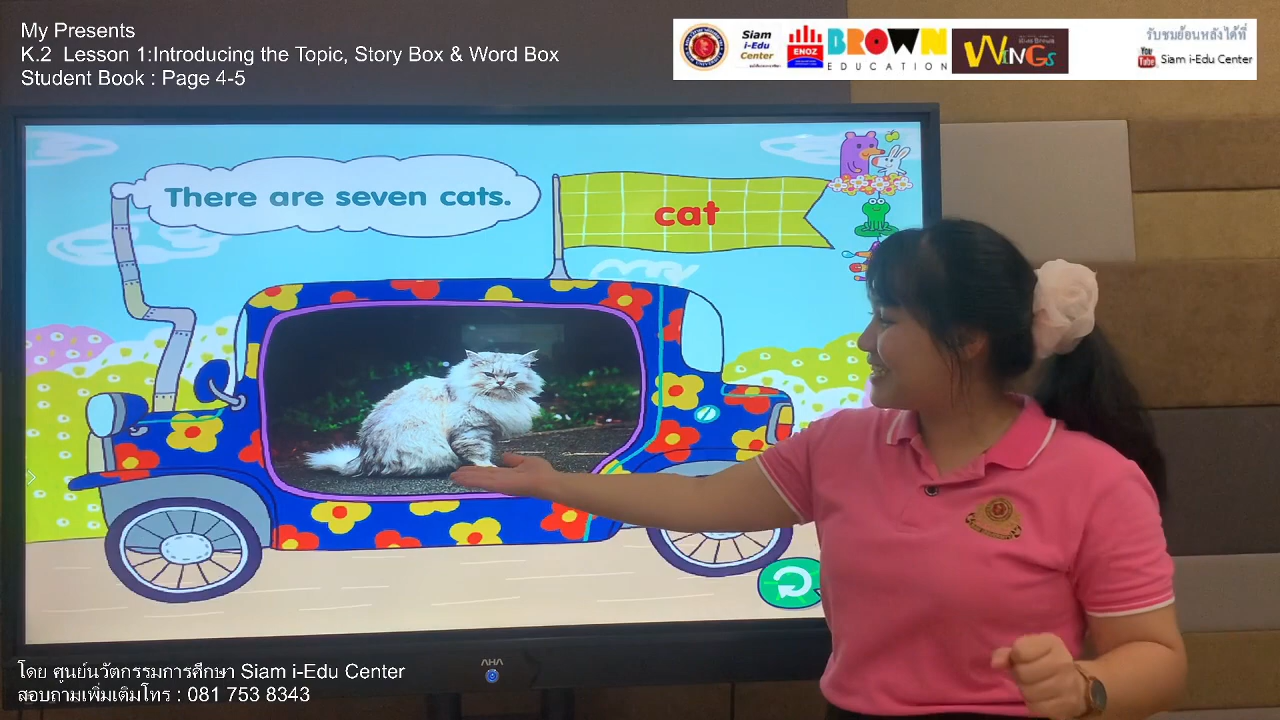 My Presents
K.2 Lesson 1:Introducing the Topic, Story Box & Word Box
Student Book : Page 4-5
Siam
i-Edu
Center
ENOZ
BROWN
EDUCATION
WiNGs
รับชมย้อนหลังได้ที่
You
Tube
Siam i-Edu Center
There are seven cats.
cat
AHA
โดย ศูนย์นวัตกรรมการศึกษา Siam i-Edu Center
สอบถามเพิ่มเติมโทร : 081 753 8343